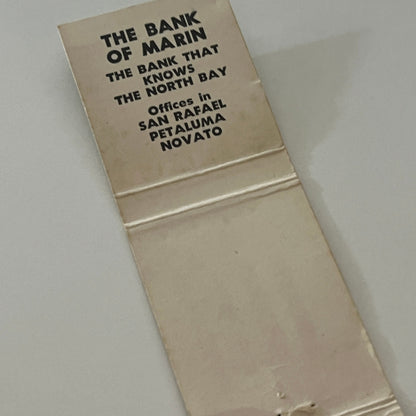 THE BANK
OF MARIN
THE BANK THAT
KNOWS
THE NORTH BAY
Offices in
SAN RAFAEL
PETALUMA
NOVATO